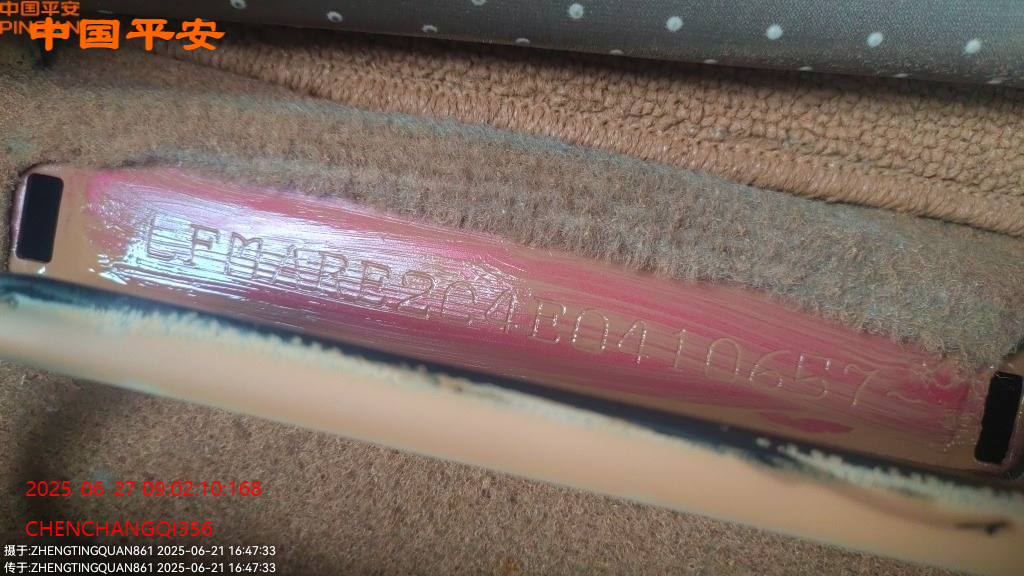 中国平安
PINGAN
中国平安
LFMARE2C4E0410657
2025-06-27 09:02:10:168
CHENCHANGQI356
摄于:ZHENGTINGQUAN861 2025-06-21 16:47:33
传于:ZHENGTINGQUAN861 2025-06-21 16:47:33